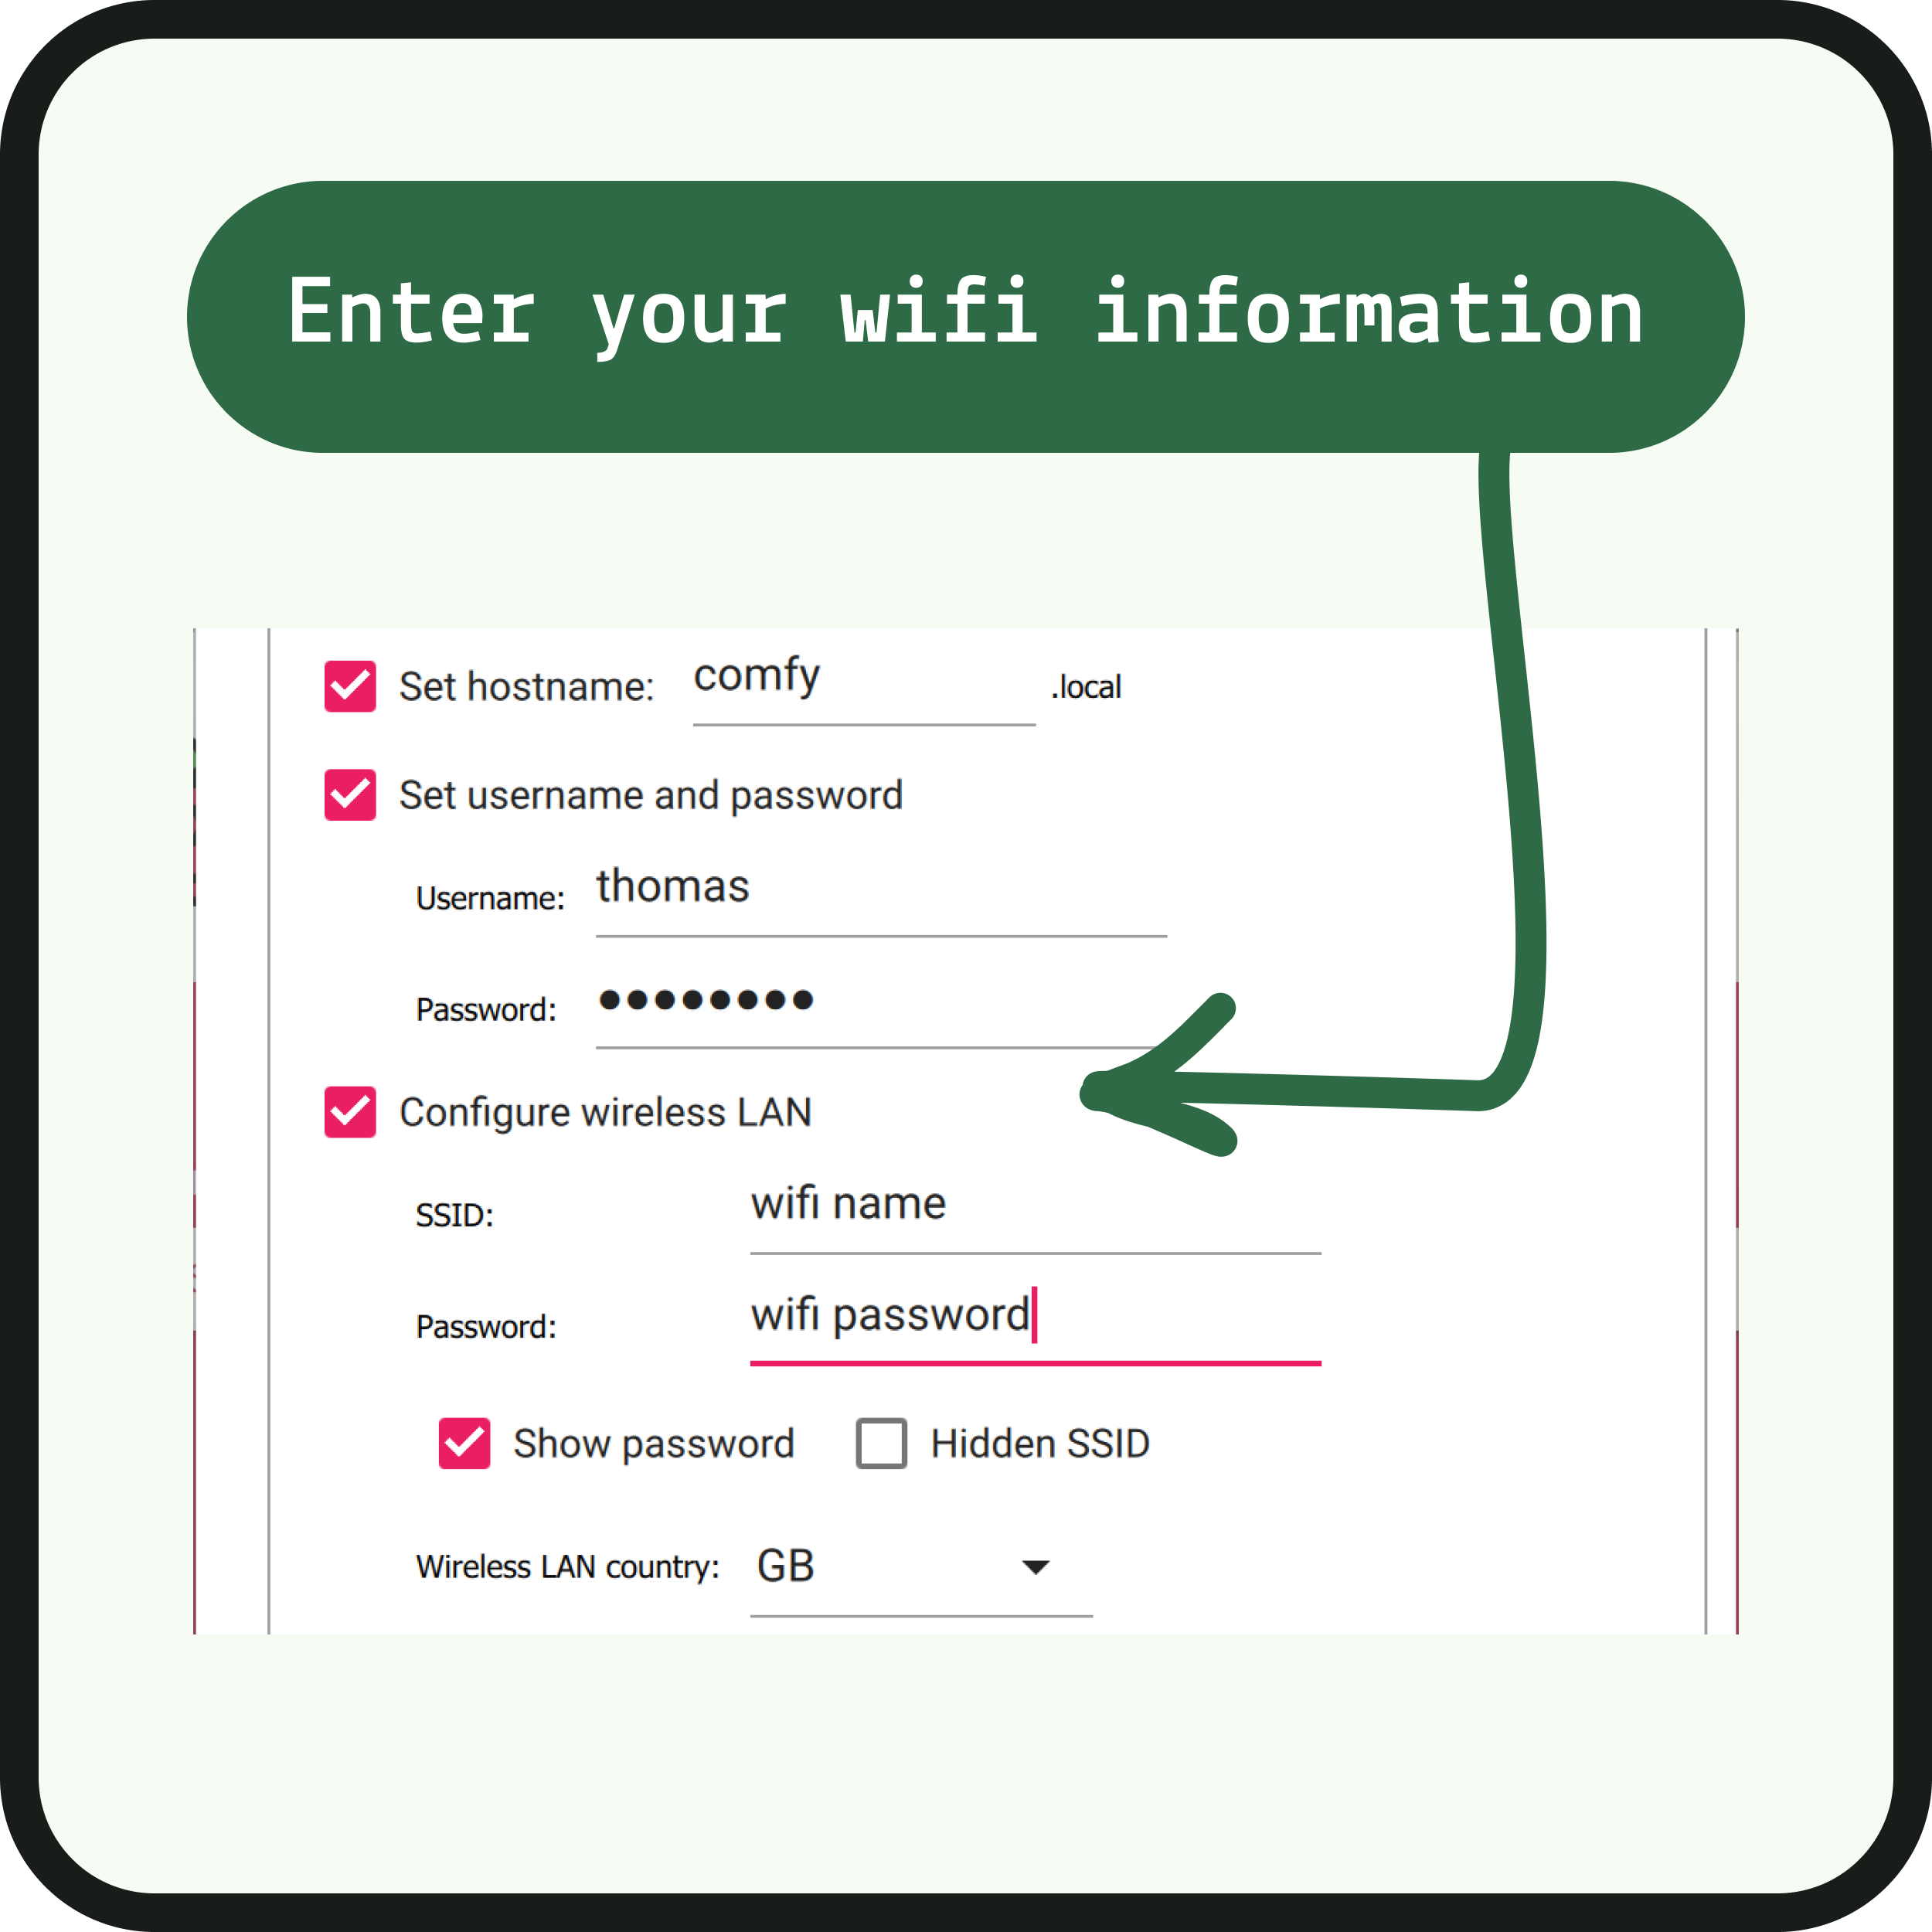 Enter your wifi information
Set hostname: comfy .local
Set username and password
Username: thomas
Password: ••••••••
Configure wireless LAN
SSID: wifi name
Password: wifi password
Show password Hidden SSID
Wireless LAN country: GB